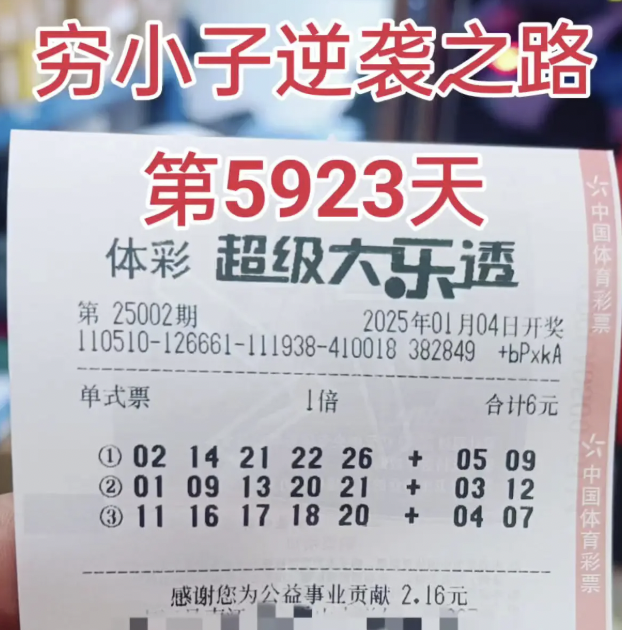 穷小子逆袭之路
第5923天
体彩 超级大乐透
第 25002期 2025年01月04日开奖
110510-126661-111938-410018 382849 +bPxkA
单式票 1倍 合计6元
① 02 14 21 22 26 + 05 09
② 01 09 13 20 21 + 03 12
③ 11 16 17 18 20 + 04 07
感谢您为公益事业贡献 2.16元
中国体育彩票
中国体育彩票